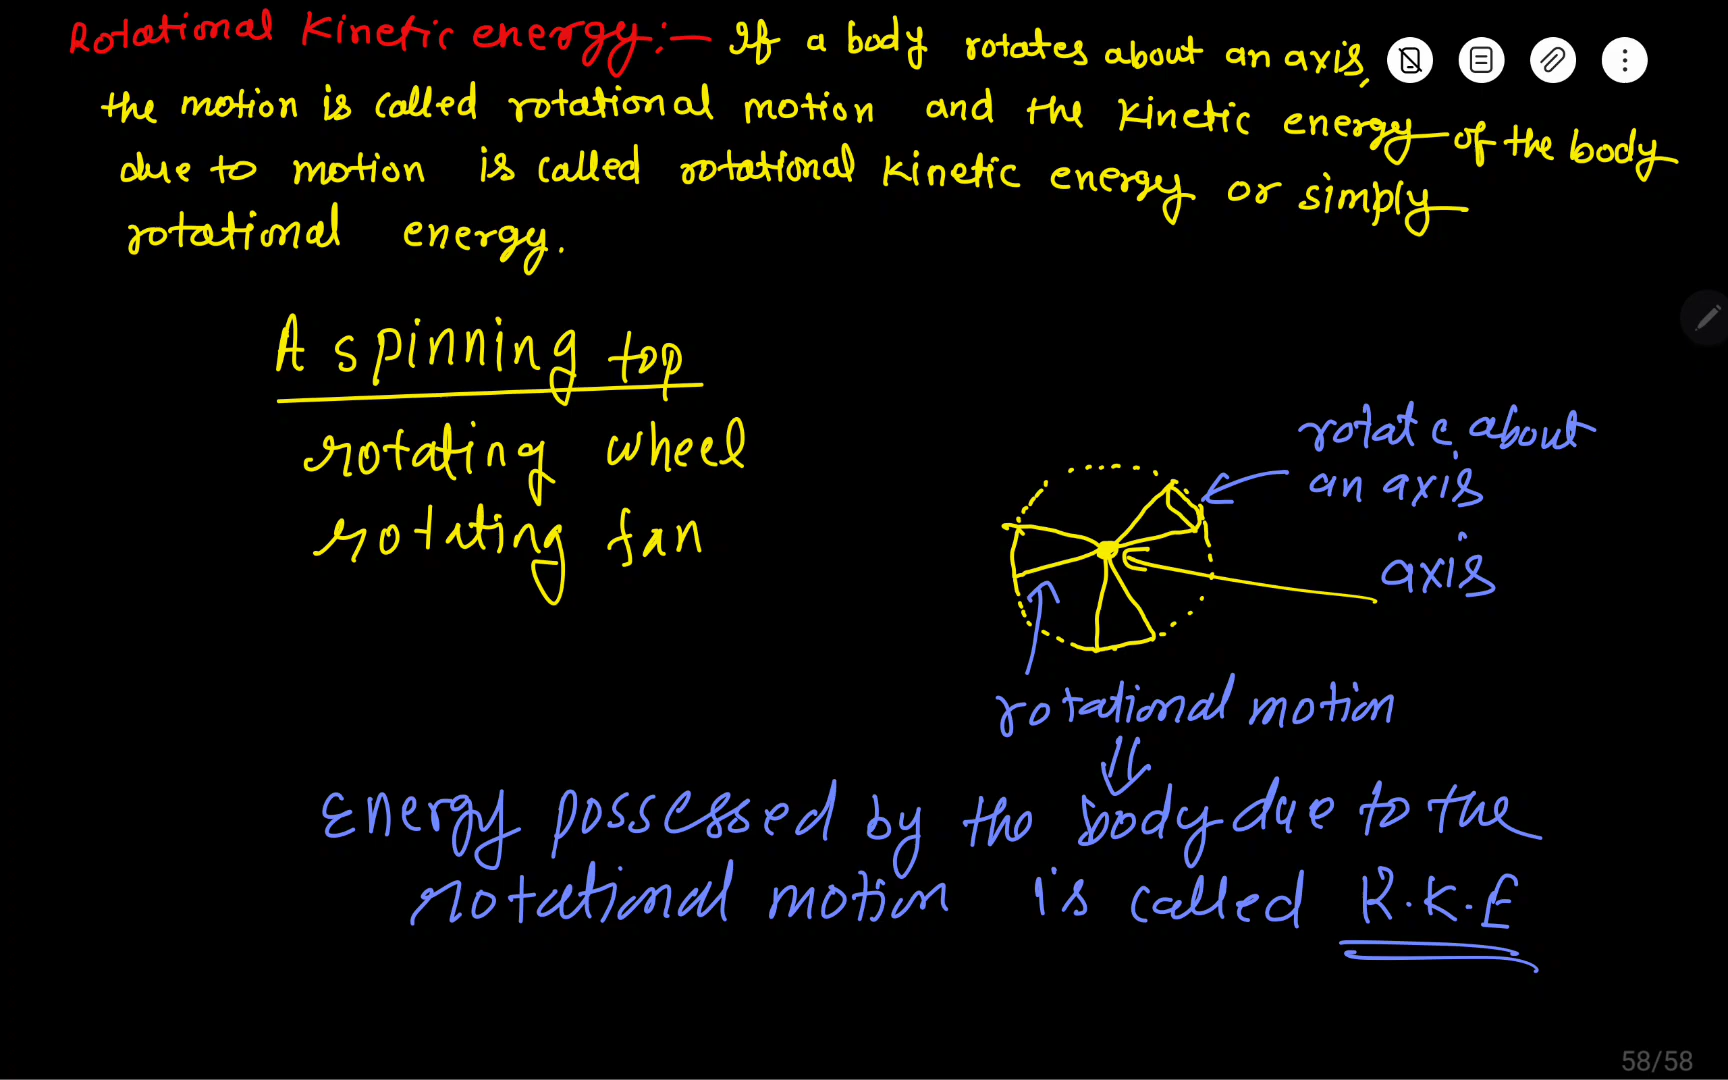 Rotational Kinetic energy:— If a body rotates about an axis,
the motion is called rotational motion and the kinetic energy of the body
due to motion is called rotational kinetic energy or simply
rotational energy.
A spinning top
rotating wheel
rotating fan
rotate about
an axis
axis
rotational motion
Energy possessed by the body due to the
rotational motion is called R.K.E
58/58